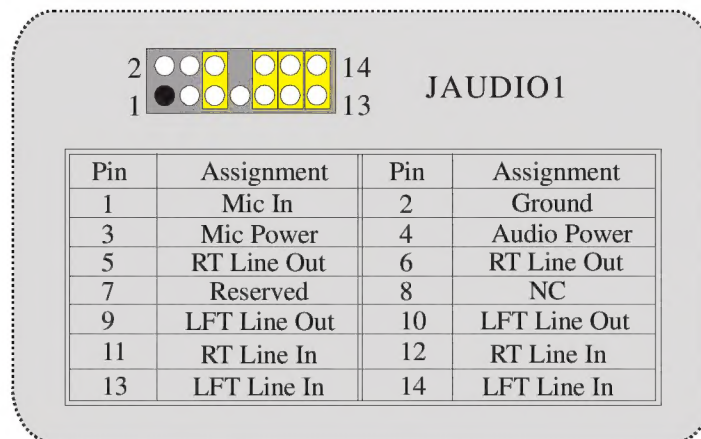 2 14
1 13
JAUDIO1
Pin Assignment Pin Assignment
1 Mic In 2 Ground
3 Mic Power 4 Audio Power
5 RT Line Out 6 RT Line Out
7 Reserved 8 NC
9 LFT Line Out 10 LFT Line Out
11 RT Line In 12 RT Line In
13 LFT Line In 14 LFT Line In